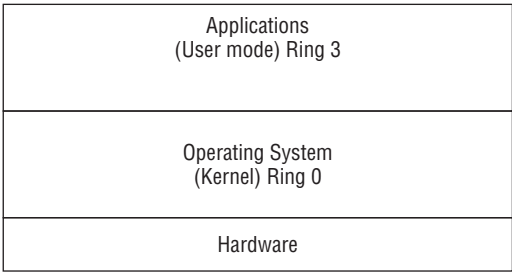 Applications
(User mode) Ring 3
Operating System
(Kernel) Ring 0
Hardware